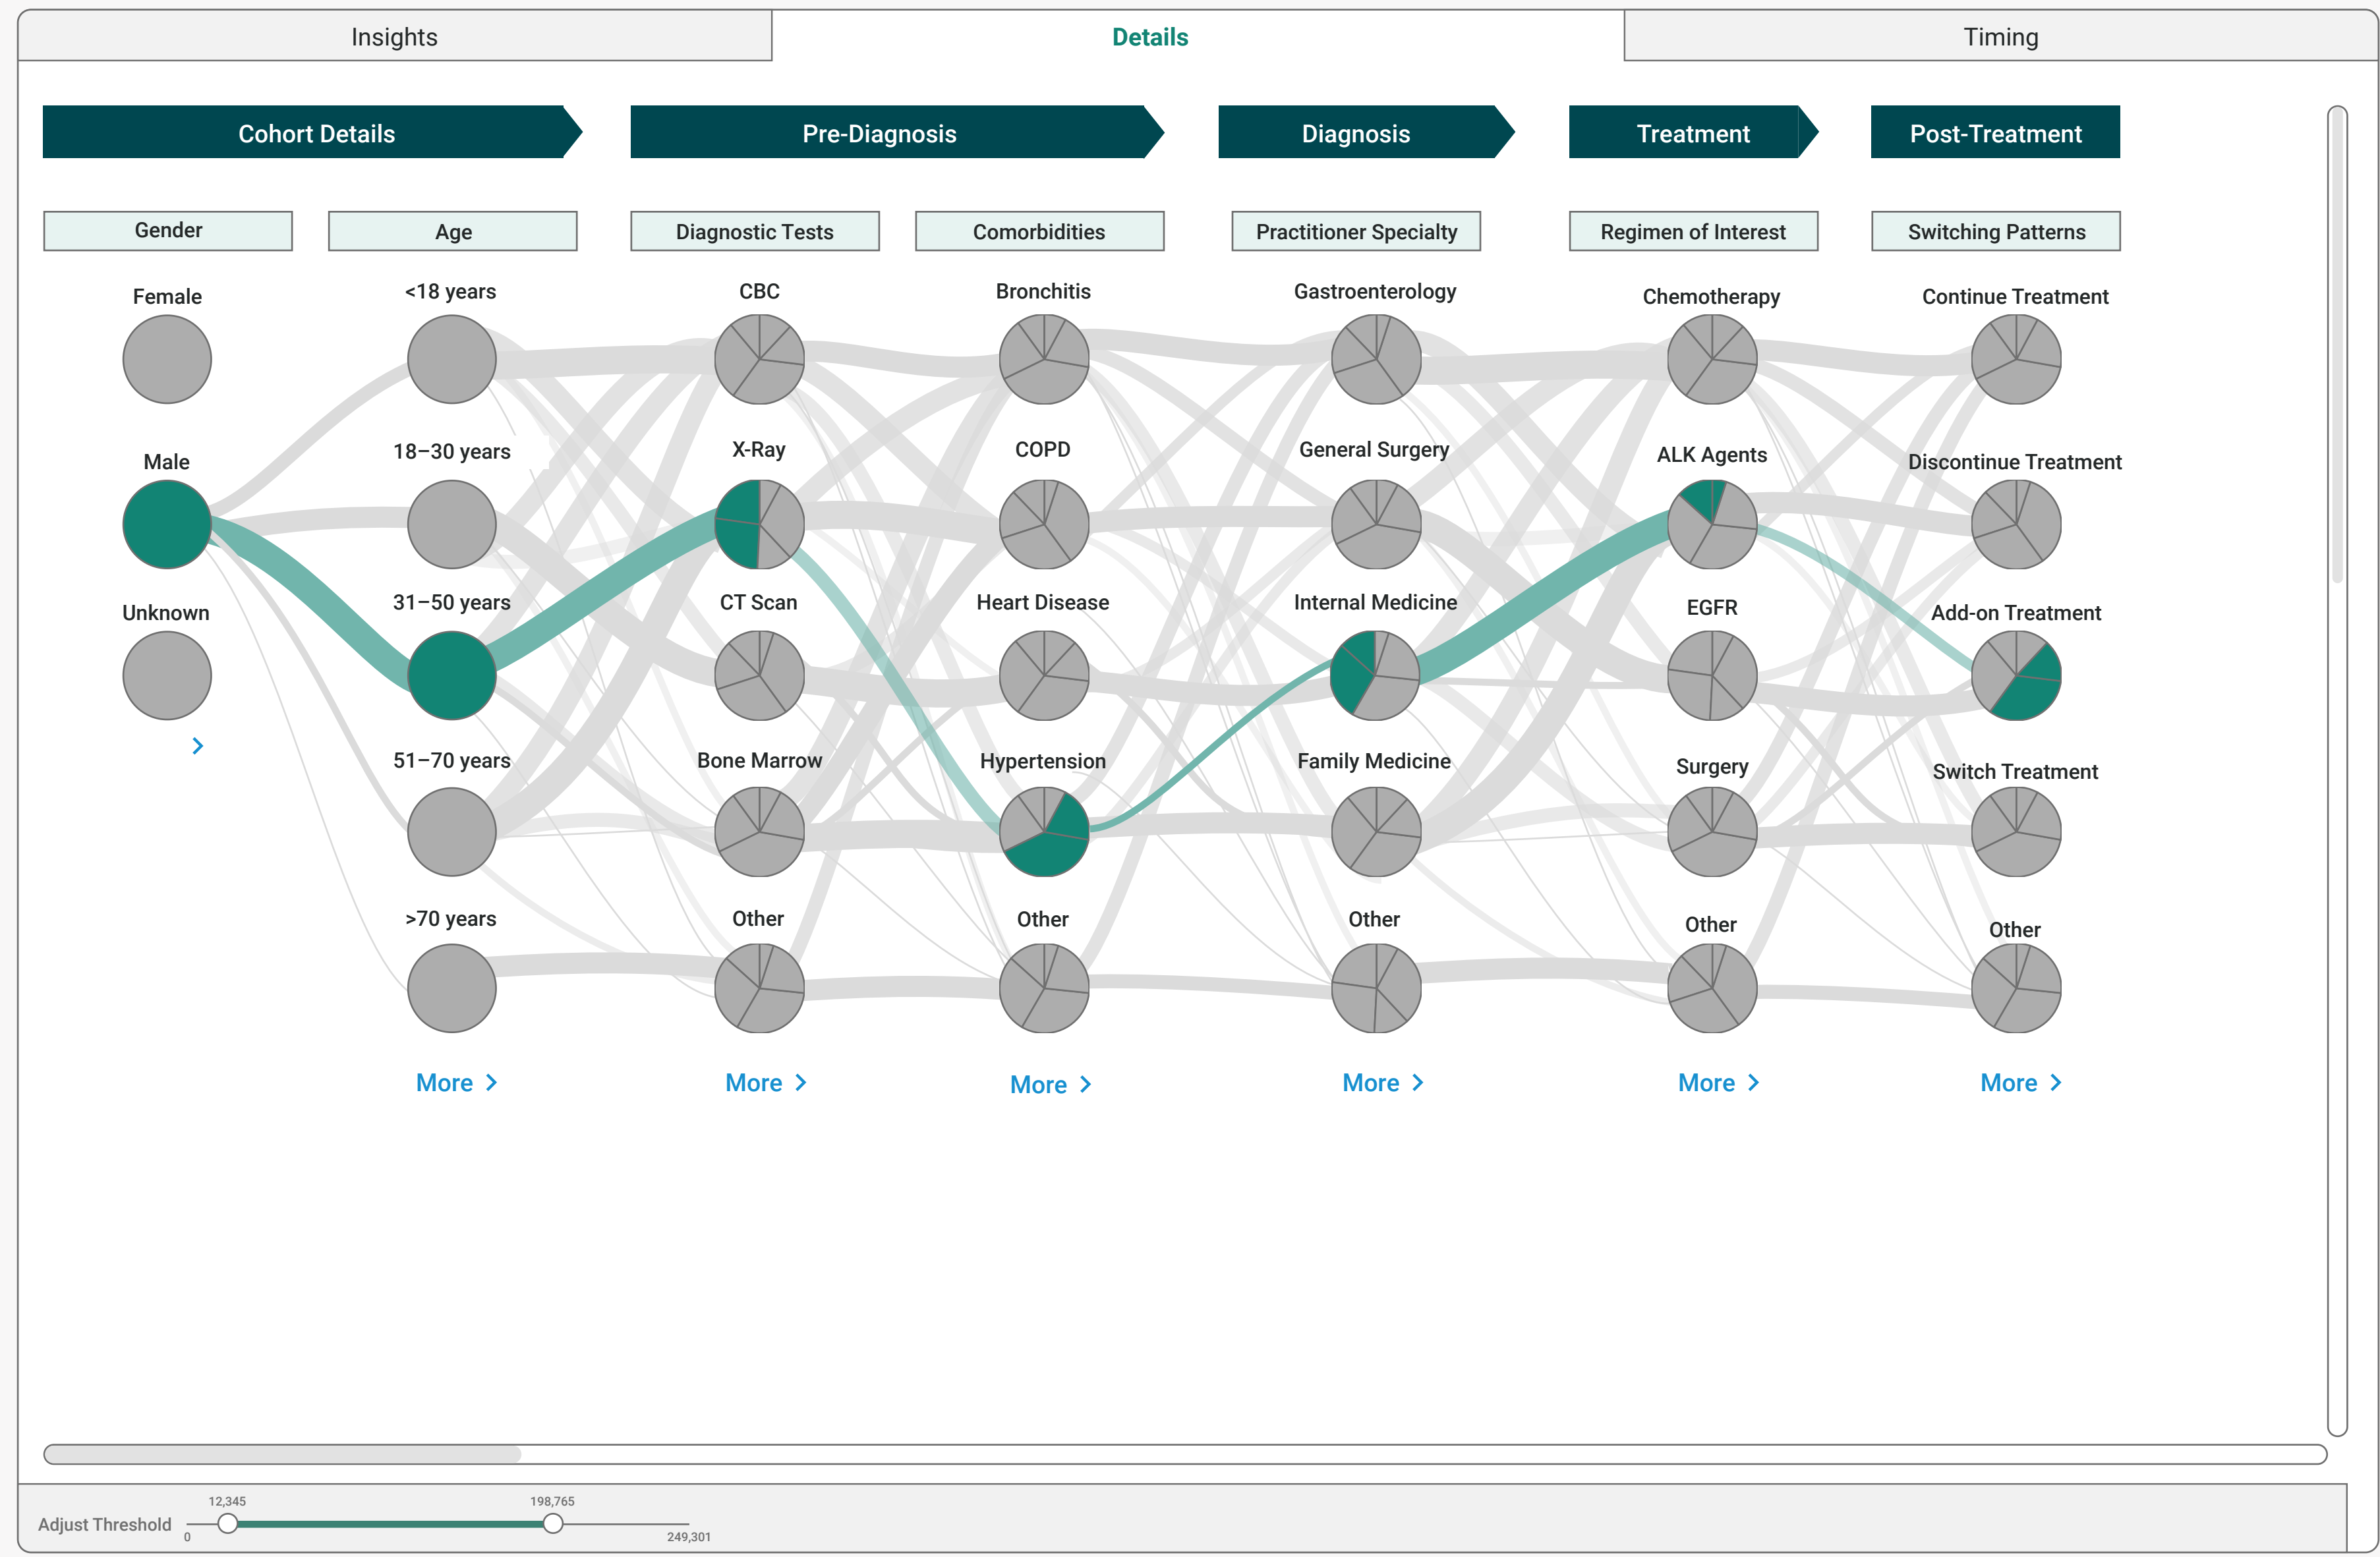 Insights
Details
Timing
Cohort Details
Pre-Diagnosis
Diagnosis
Treatment
Post-Treatment
Gender
Age
Diagnostic Tests
Comorbidities
Practitioner Specialty
Regimen of Interest
Switching Patterns
Female
<18 years
CBC
Bronchitis
Gastroenterology
Chemotherapy
Continue Treatment
Male
18–30 years
X-Ray
COPD
General Surgery
ALK Agents
Discontinue Treatment
Unknown
31–50 years
CT Scan
Heart Disease
Internal Medicine
EGFR
Add-on Treatment
51–70 years
Bone Marrow
Hypertension
Family Medicine
Surgery
Switch Treatment
>70 years
Other
Other
Other
Other
Other
More
More
More
More
More
More
Adjust Threshold
12,345
198,765
0
249,301